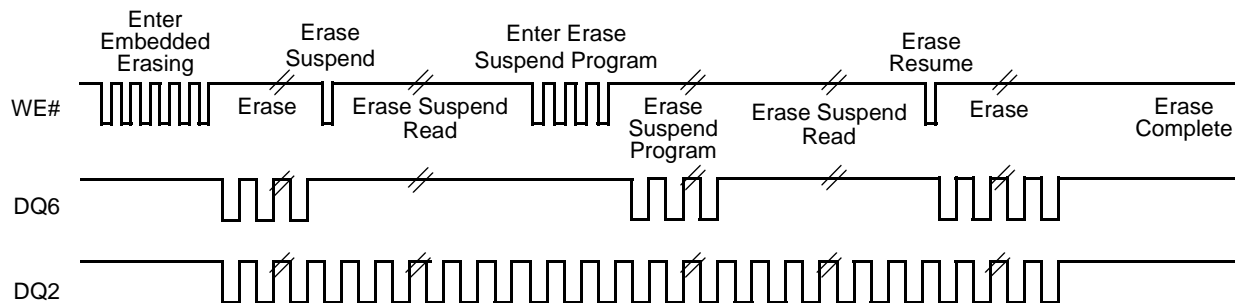 Enter
Embedded
Erasing
Erase
Suspend
Enter Erase
Suspend Program
Erase
Resume
WE#
Erase
Erase Suspend
Read
Erase
Suspend
Program
Erase Suspend
Read
Erase
Erase
Complete
DQ6
DQ2